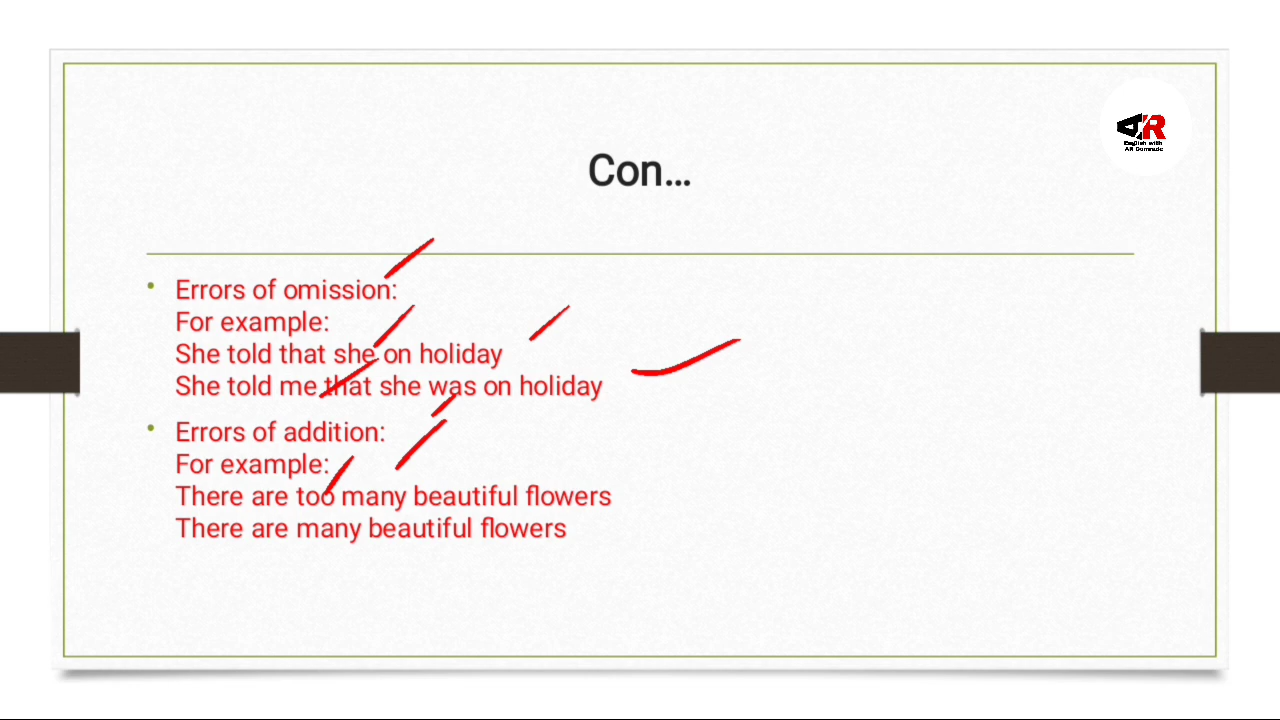 AR
English with
Con...
Errors of omission:
For example:
She told that she on holiday
She told me that she was on holiday
Errors of addition:
For example:
There are too many beautiful flowers
There are many beautiful flowers